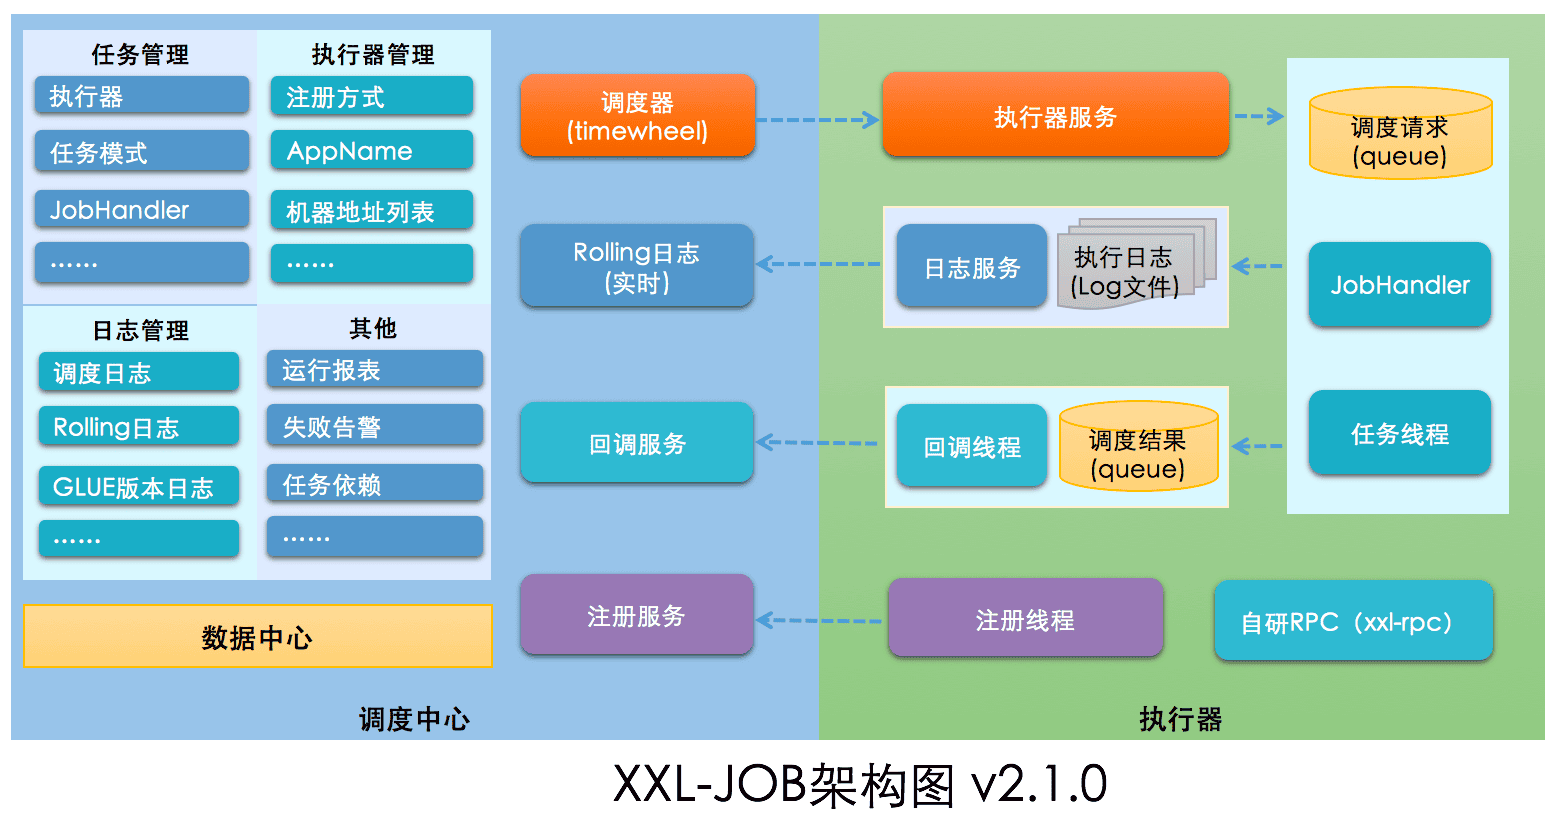 任务管理
执行器
任务模式
JobHandler
……
执行器管理
注册方式
AppName
机器地址列表
……
日志管理
调度日志
Rolling日志
GLUE版本日志
……
其他
运行报表
失败告警
任务依赖
……
数据中心
调度器
(timewheel)
Rolling日志
(实时)
回调服务
注册服务
调度中心
执行器服务
日志服务
执行日志
(Log文件)
回调线程
调度结果
(queue)
注册线程
调度请求
(queue)
JobHandler
任务线程
自研RPC（xxl-rpc）
执行器
XXL-JOB架构图 v2.1.0